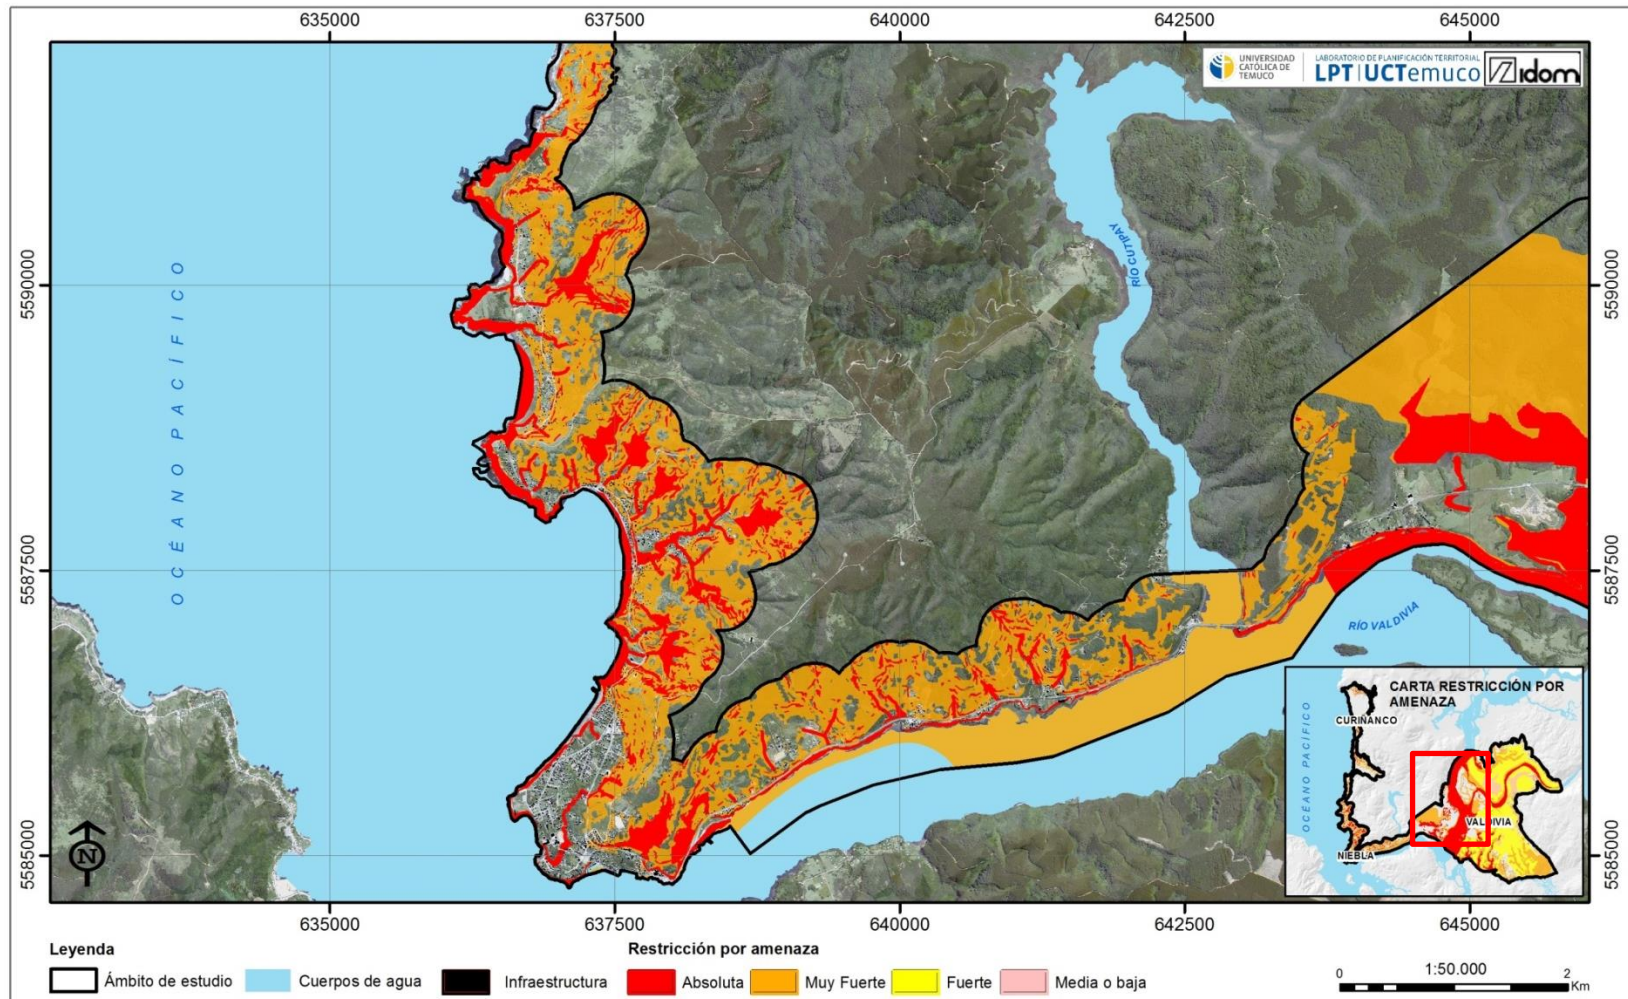 635000
637500
640000
642500
645000
UNIVERSIDAD
CATÓLICA DE
TEMUCO
LABORATORIO DE PLANIFICACIÓN TERRITORIAL
LPT|UCTemuco
idom
RÍO CUTIPAY
OCÉANO PACÍFICO
5590000
5590000
5587500
5587500
RÍO VALDIVIA
CARTA RESTRICCIÓN POR
AMENAZA
CURIÑANCO
OCÉANO PACÍFICO
VALDIVIA
NIEBLA
5585000
5585000
N
635000
637500
640000
642500
645000
Leyenda
Ámbito de estudio
Cuerpos de agua
Infraestructura
Restricción por amenaza
Absoluta
Muy Fuerte
Fuerte
Media o baja
1:50.000
0
2
Km